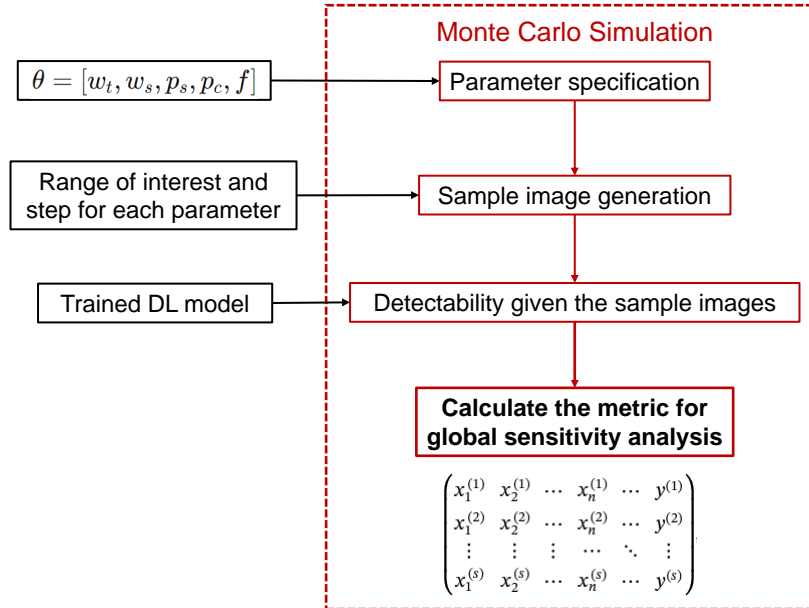 Monte Carlo Simulation
θ = [w_t, w_s, p_s, p_c, f]
Parameter specification
Range of interest and
step for each parameter
Sample image generation
Trained DL model
Detectability given the sample images
Calculate the metric for
global sensitivity analysis
x_1^(1) x_2^(1) ⋯ x_n^(1) ⋯ y^(1)
x_1^(2) x_2^(2) ⋯ x_n^(2) ⋯ y^(2)
⋮ ⋮ ⋮ ⋯ ⋱ ⋮
x_1^(s) x_2^(s) ⋯ x_n^(s) ⋯ y^(s)